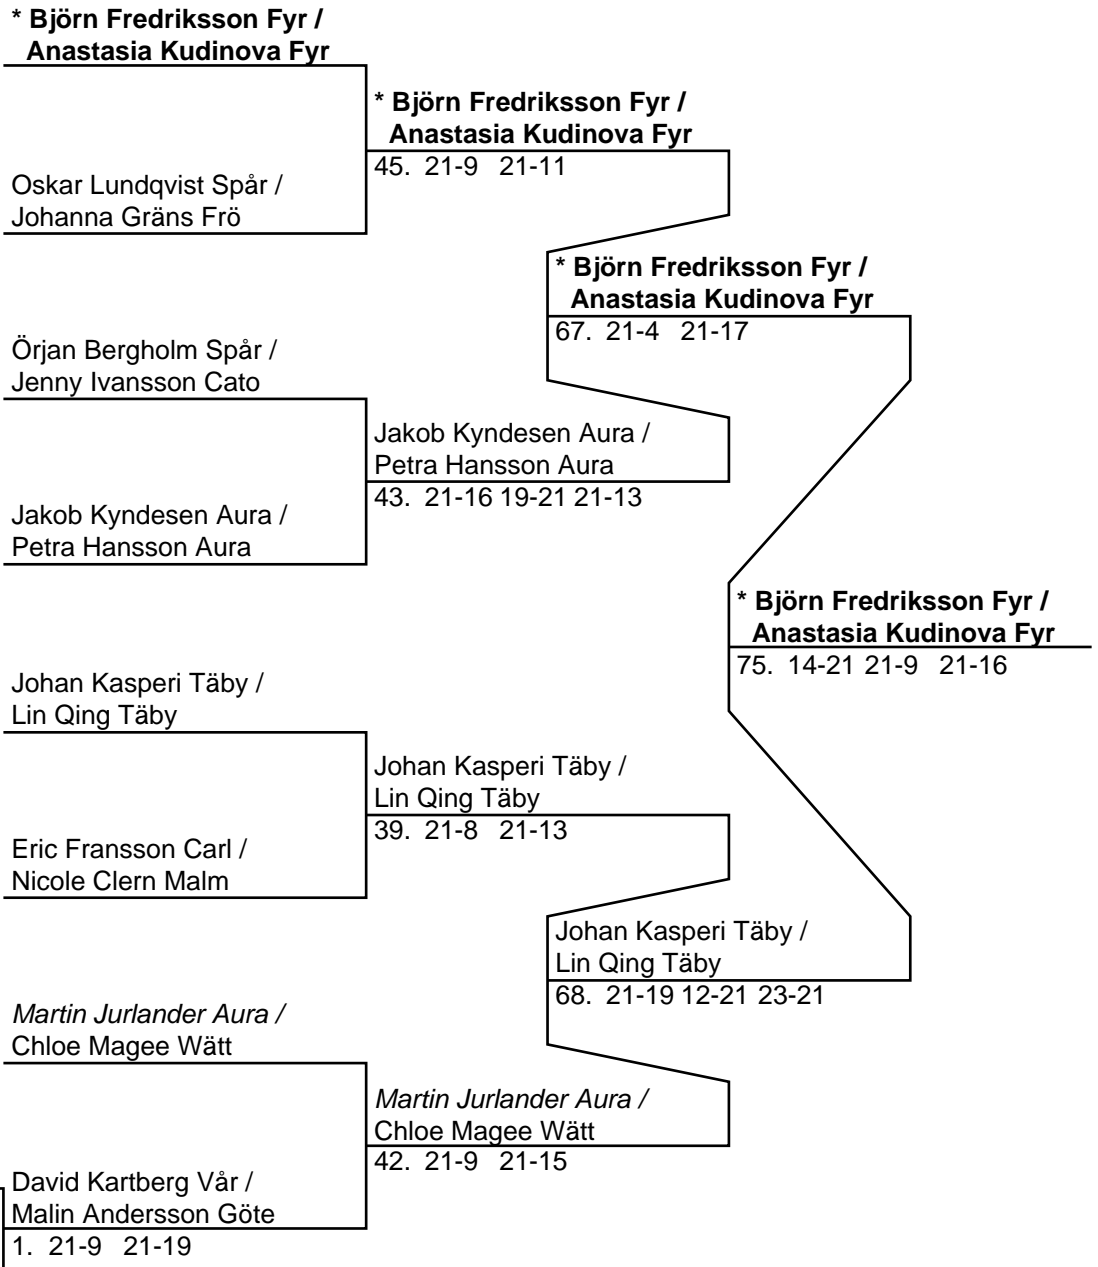 * Björn Fredriksson Fyr /
Anastasia Kudinova Fyr
* Björn Fredriksson Fyr /
Anastasia Kudinova Fyr
45. 21-9 21-11
Oskar Lundqvist Spår /
Johanna Gräns Frö
* Björn Fredriksson Fyr /
Anastasia Kudinova Fyr
67. 21-4 21-17
Örjan Bergholm Spår /
Jenny Ivansson Cato
Jakob Kyndesen Aura /
Petra Hansson Aura
43. 21-16 19-21 21-13
Jakob Kyndesen Aura /
Petra Hansson Aura
* Björn Fredriksson Fyr /
Anastasia Kudinova Fyr
75. 14-21 21-9 21-16
Johan Kasperi Täby /
Lin Qing Täby
Johan Kasperi Täby /
Lin Qing Täby
39. 21-8 21-13
Eric Fransson Carl /
Nicole Clern Malm
Johan Kasperi Täby /
Lin Qing Täby
68. 21-19 12-21 23-21
Martin Jurlander Aura /
Chloe Magee Wätt
Martin Jurlander Aura /
Chloe Magee Wätt
42. 21-9 21-15
David Kartberg Vår /
Malin Andersson Göte
1. 21-9 21-19